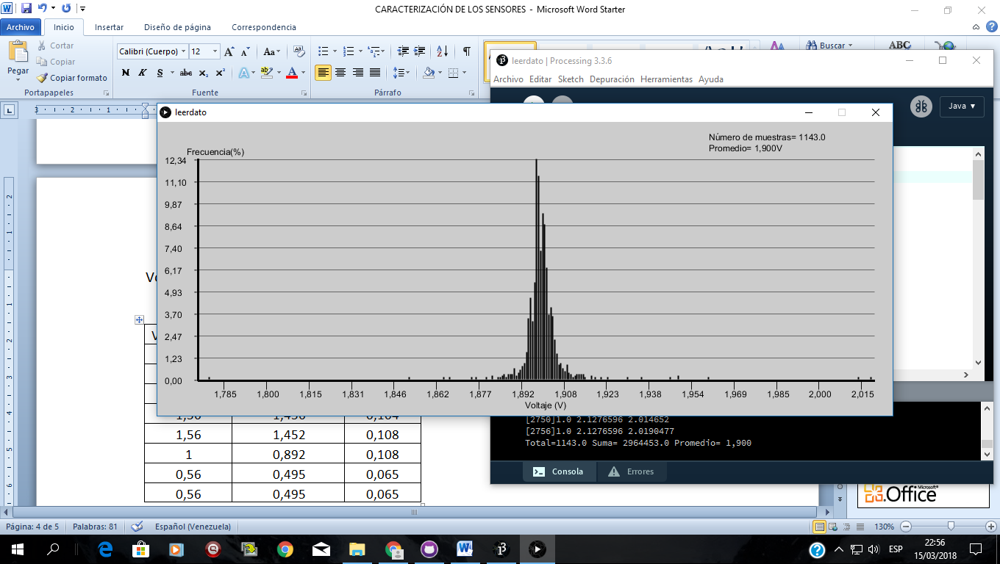 CARACTERIZACIÓN DE LOS SENSORES - Microsoft Word Starter
Archivo Inicio Insertar Diseño de página Correspondencia
Pegar
Cortar
Copiar
Copiar formato
Portapapeles
Calibri (Cuerpo) 12
N K S abc x₂ x² A ab A
Fuente
Párrafo
Buscar
ABC
leerdato | Processing 3.3.6
Archivo Editar Sketch Depuración Herramientas Ayuda
Java
3 2 1
leerdato
Número de muestras= 1143.0
Promedio= 1,900V
Frecuencia(%)
12,34
11,10
9,87
8,64
7,40
6,17
4,93
3,70
2,47
1,23
0,00
1,785 1,800 1,815 1,831 1,846 1,862 1,877 1,892 1,908 1,923 1,938 1,954 1,969 1,985 2,000 2,015
Voltaje (V)
1,56 1,452 0,108
1 0,892 0,108
0,56 0,495 0,065
0,56 0,495 0,065
[2750]1.0 2.1276596 2.014652
[2756]1.0 2.1276596 2.0190477
Total=1143.0 Suma= 2964453.0 Promedio= 1,900
Consola Errores
Microsoft®
Office
Página: 4 de 5 Palabras: 81 Español (Venezuela) 130%
ESP
22:56
15/03/2018